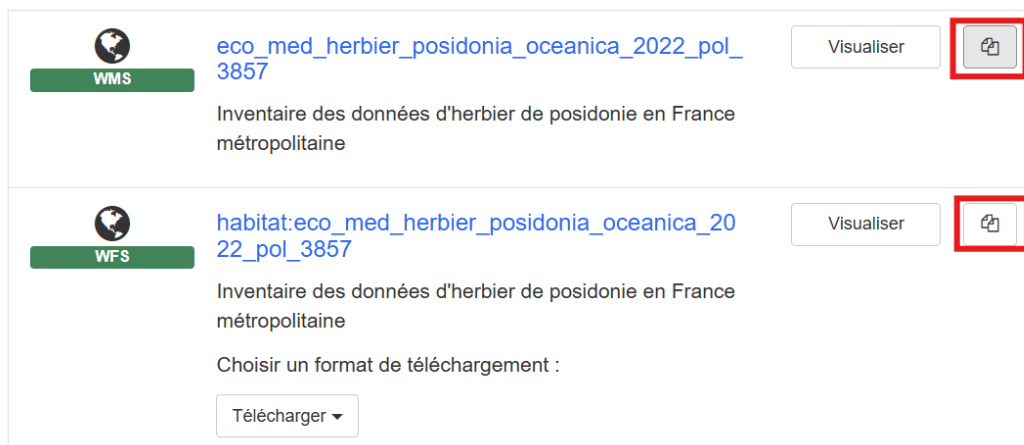 eco_med_herbier_posidonia_oceanica_2022_pol_
3857
Visualiser
WMS
Inventaire des données d'herbier de posidonie en France
métropolitaine
habitat:eco_med_herbier_posidonia_oceanica_20
22_pol_3857
Visualiser
WFS
Inventaire des données d'herbier de posidonie en France
métropolitaine
Choisir un format de téléchargement :
Télécharger